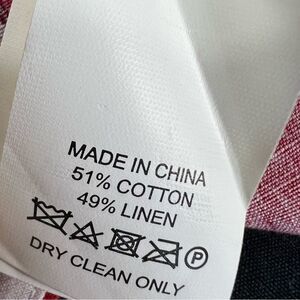 MADE IN CHINA
51% COTTON
49% LINEN
P
DRY CLEAN ONLY